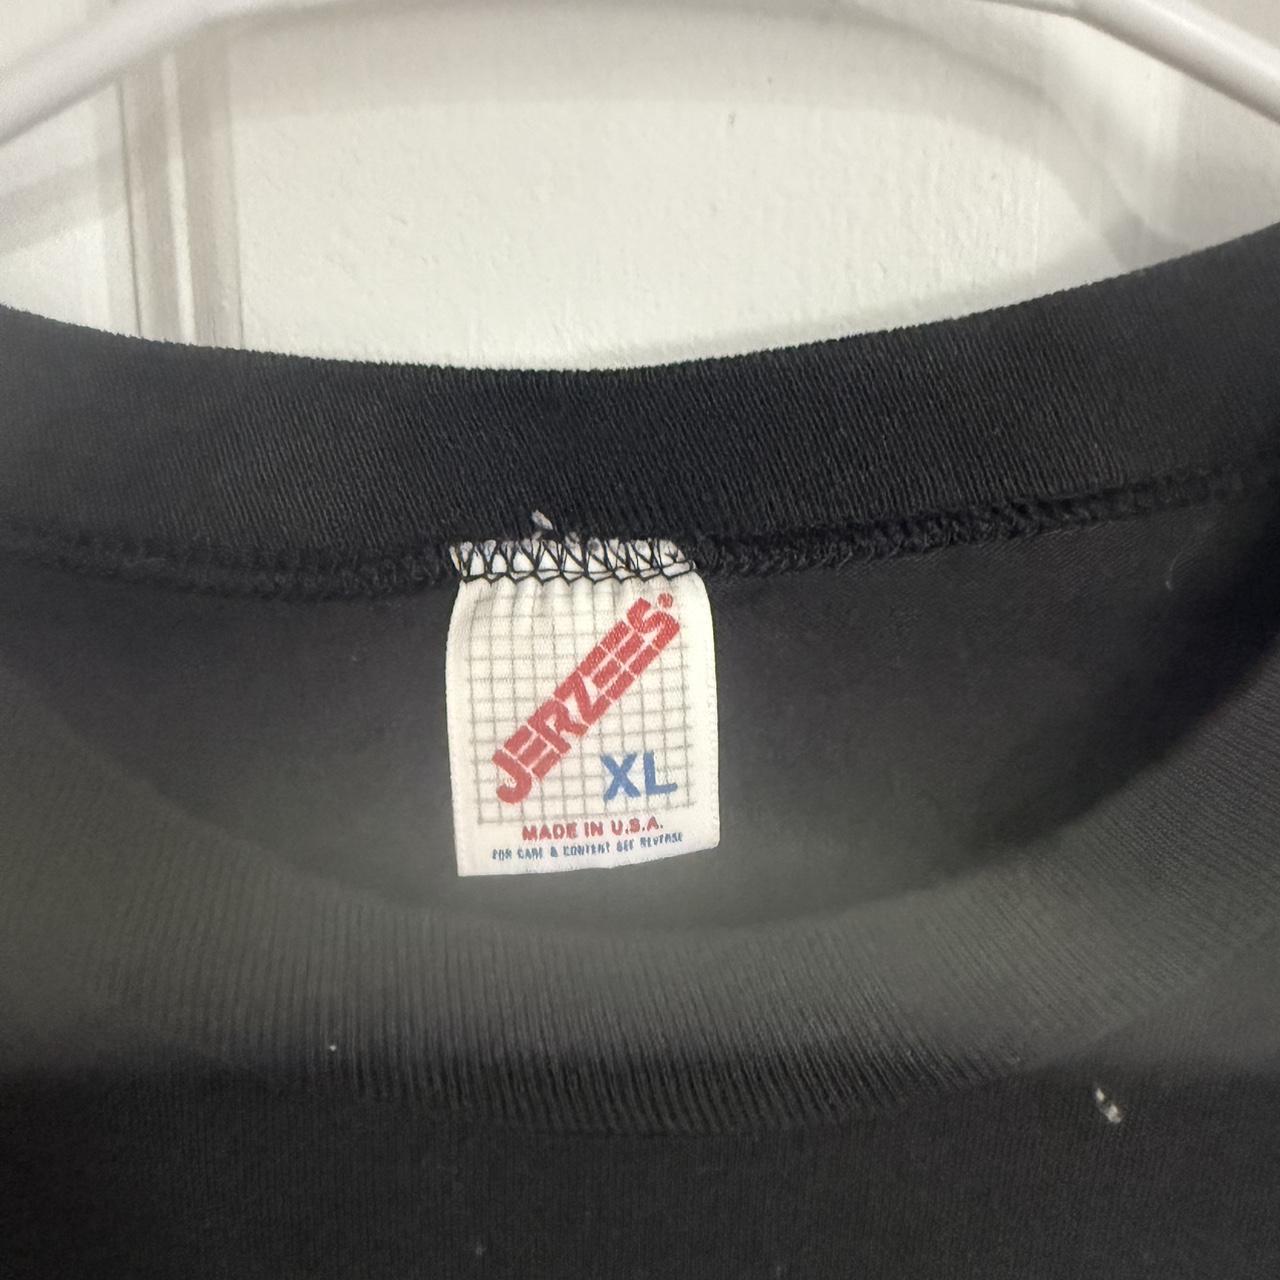 JERZEES®
XL
MADE IN U.S.A.
FOR CARE & CONTENT SEE REVERSE